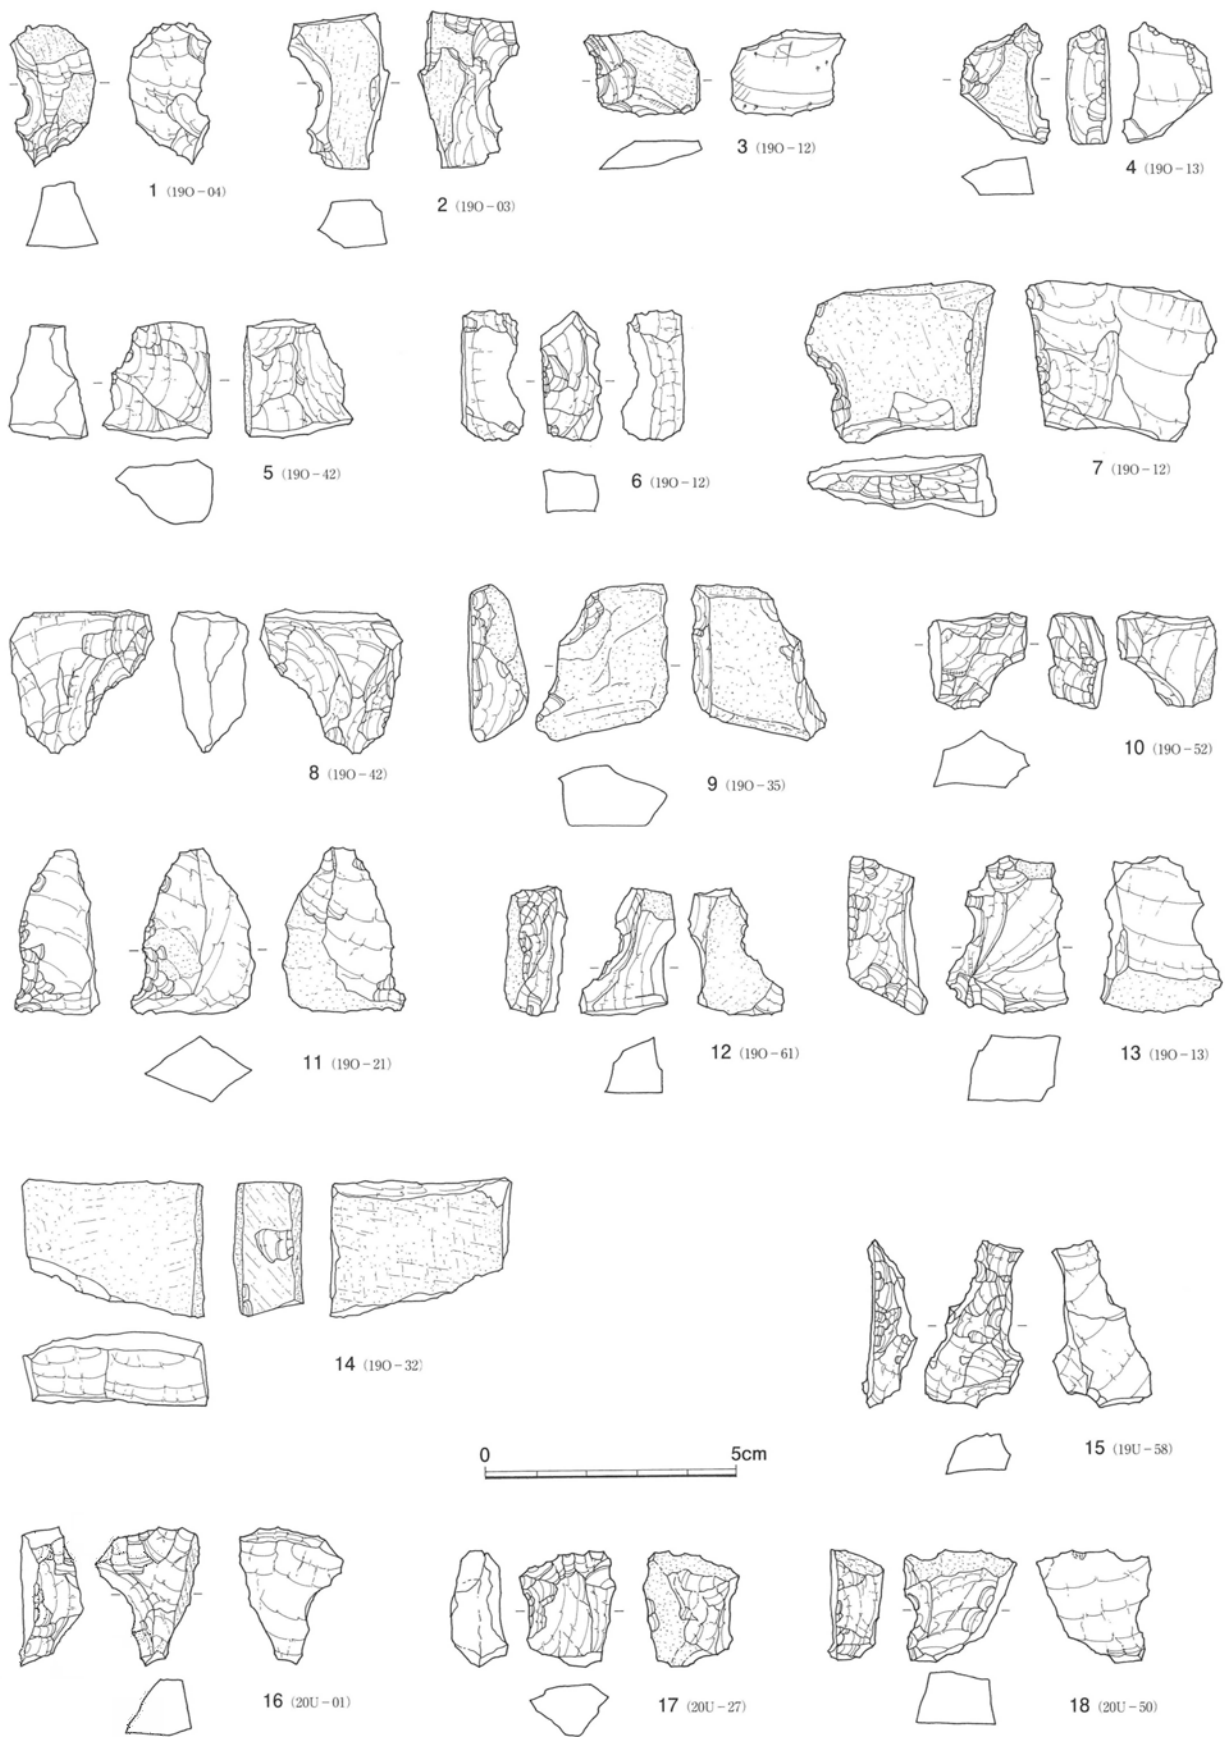 1 (19O-04)
2 (19O-03)
3 (19O-12)
4 (19O-13)
5 (19O-42)
6 (19O-12)
7 (19O-12)
8 (19O-42)
9 (19O-35)
10 (19O-52)
11 (19O-21)
12 (19O-61)
13 (19O-13)
14 (19O-32)
0 5cm
15 (19U-58)
16 (20U-01)
17 (20U-27)
18 (20U-50)